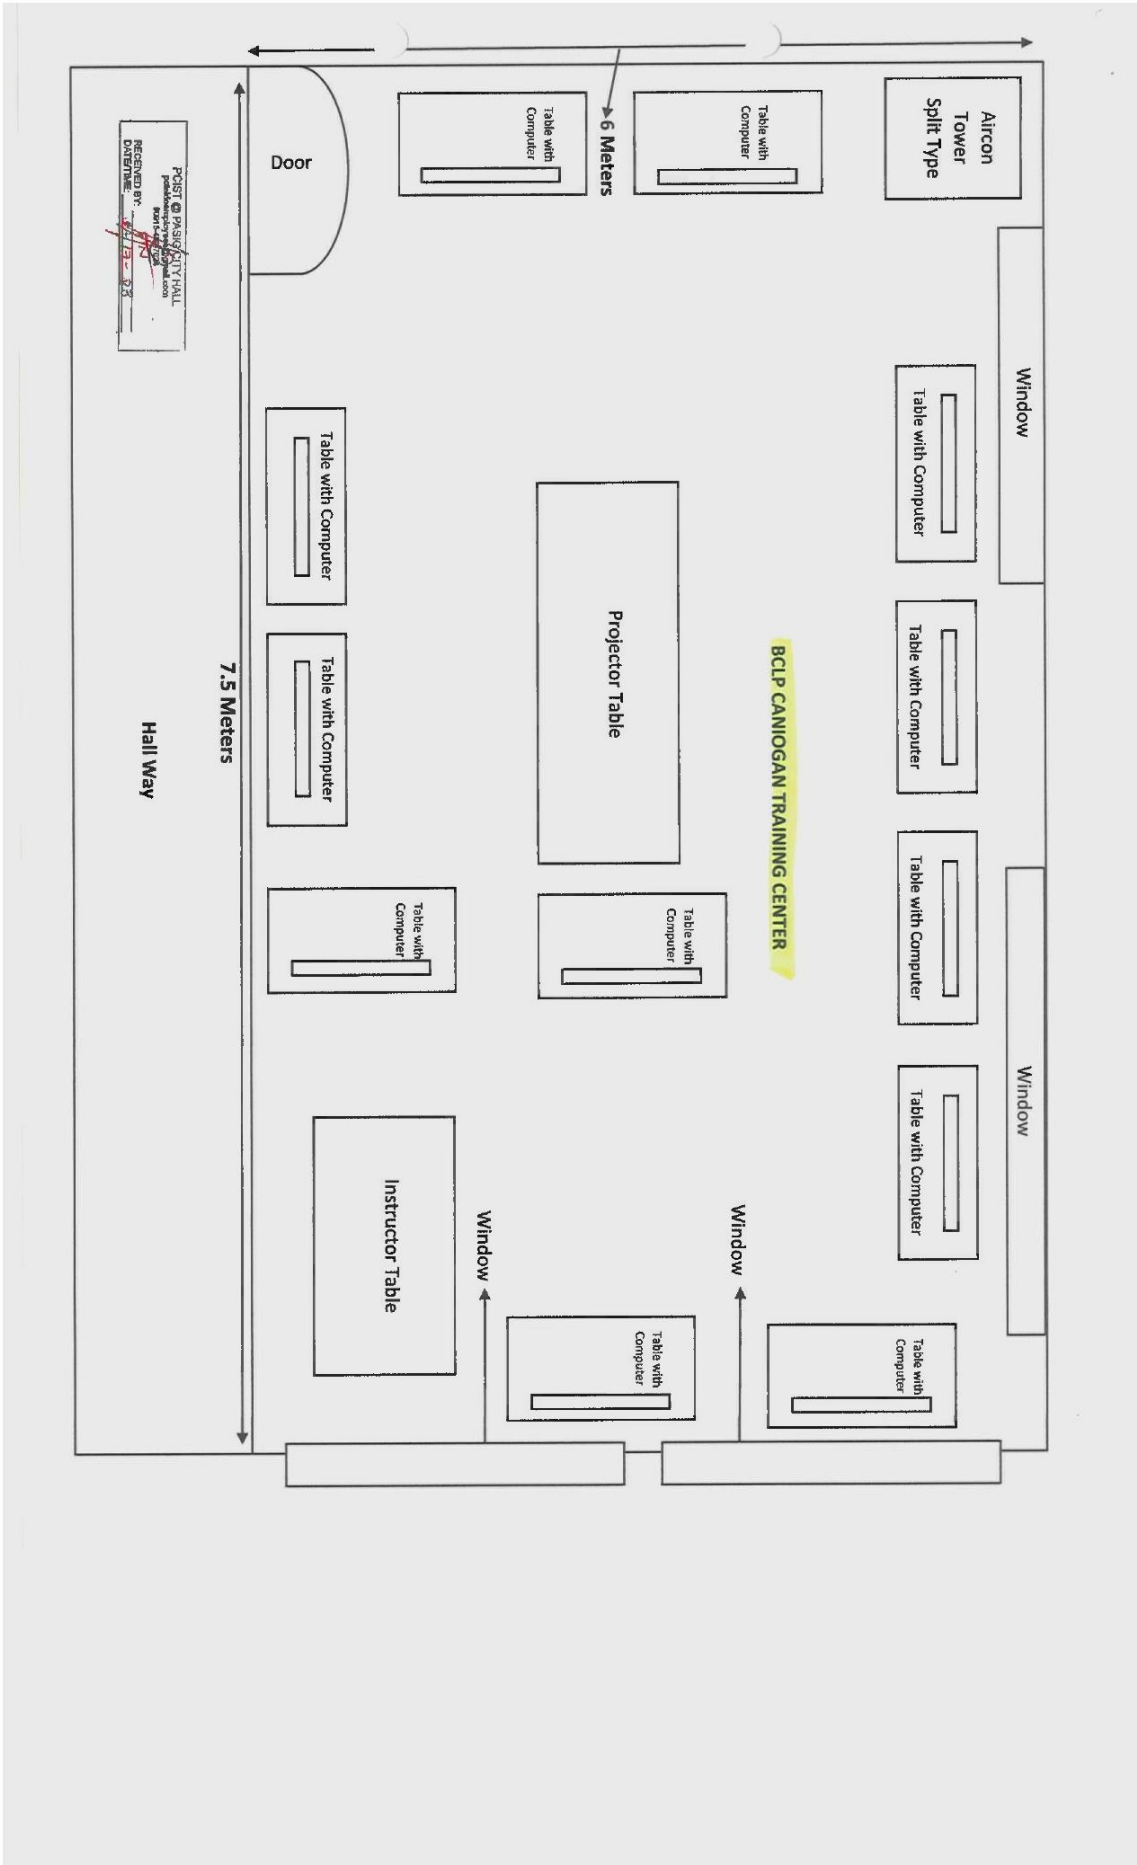 Aircon
Tower
Split Type
Table with
Computer
6 Meters
Table with
Computer
Door
Window
Table with Computer
Table with Computer
Table with Computer
Table with Computer
Window
BCLP CANIOGAN TRAINING CENTER
Projector Table
Table with Computer
Table with Computer
Table with
Computer
Table with
Computer
Instructor Table
Window
Window
Table with
Computer
Table with
Computer
7.5 Meters
Hall Way
PCIST @ PASIG CITY HALL
RECEIVED BY:
DATE/TIME: